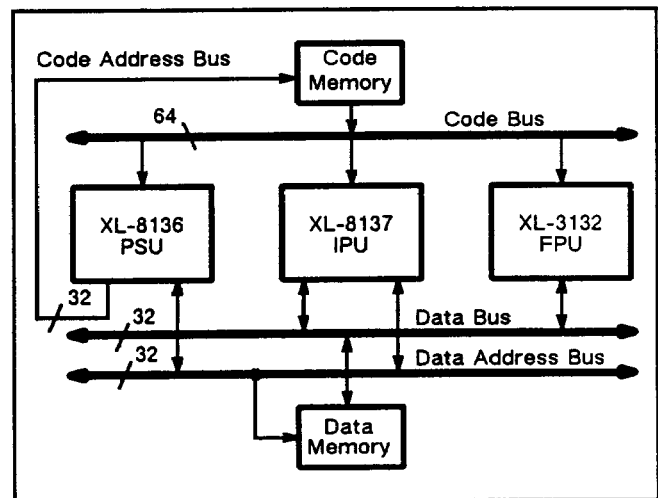 Code Address Bus
Code
Memory
64
Code Bus
XL-8136
PSU
XL-8137
IPU
XL-3132
FPU
32
32
Data Bus
32
Data Address Bus
Data
Memory